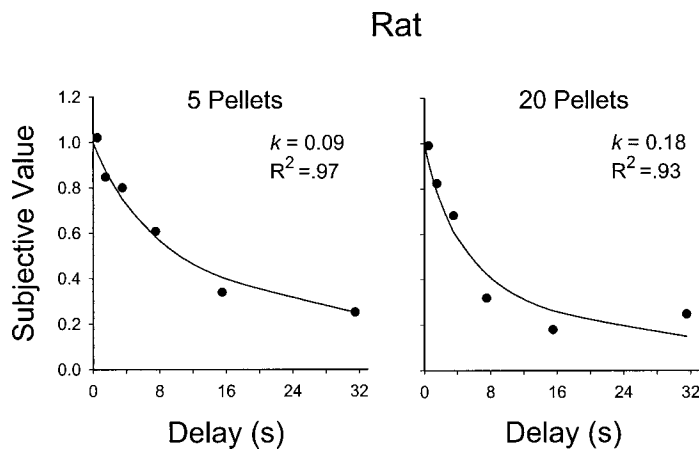 Rat
5 Pellets
20 Pellets
k = 0.09
R²=.97
k = 0.18
R²=.93
Subjective Value
1.2
1.0
0.8
0.6
0.4
0.2
0.0
0 8 16 24 32
0 8 16 24 32
Delay (s)
Delay (s)